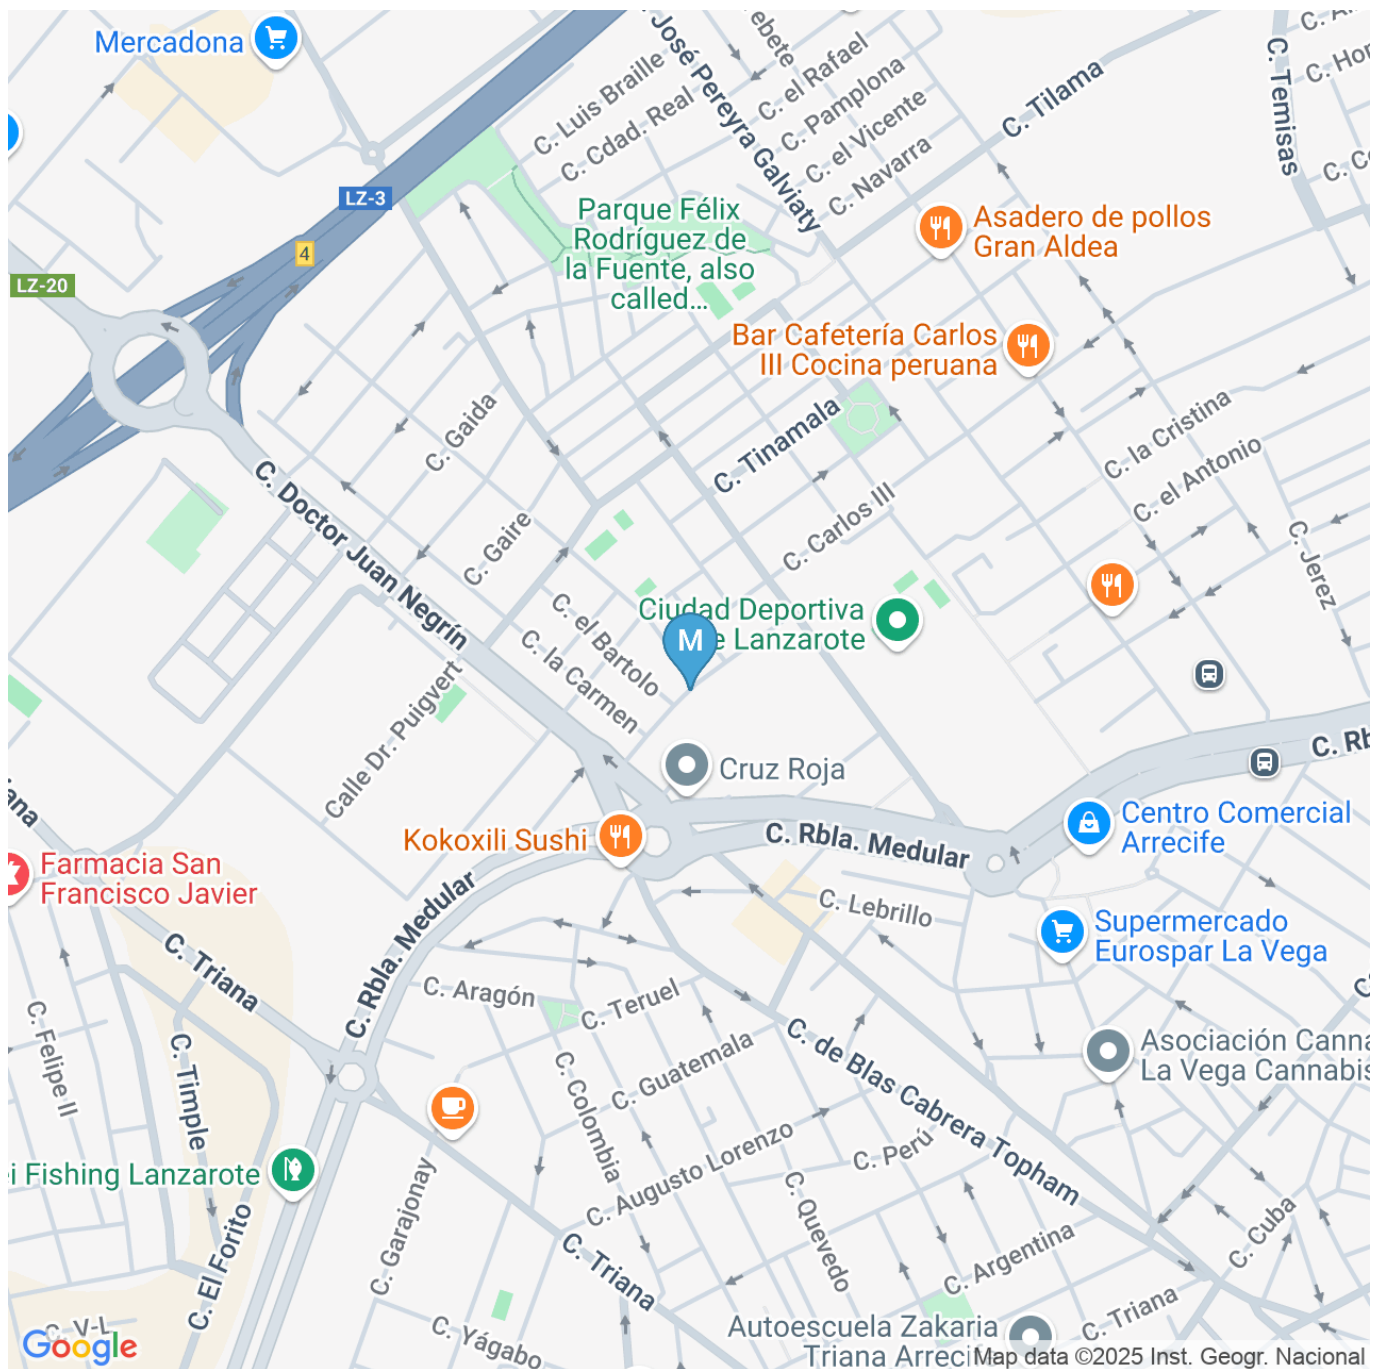 Mercadona
C. Luis Braille
C. Cdad. Real
José Pereyra Galviaty
C. el Rafael
C. Pamplona
C. el Vicente
C. Navarra
C. Tilama
C. Temisas
LZ-3
4
LZ-20
Parque Félix
Rodríguez de
la Fuente, also
called...
Asadero de pollos
Gran Aldea
Bar Cafetería Carlos
III Cocina peruana
C. Gaida
C. Tinamala
C. la Cristina
C. el Antonio
C. Doctor Juan Negrín
C. Gaire
C. Carlos III
C. Jerez
C. el Bartolo
C. la Carmen
Ciudad Deportiva
Lanzarote
M
Calle Dr. Puigvert
Cruz Roja
Kokoxili Sushi
C. Rbla. Medular
Centro Comercial
Arrecife
Farmacia San
Francisco Javier
C. Rbla. Medular
C. Lebrillo
Supermercado
Eurospar La Vega
C. Triana
C. Aragón
C. Teruel
C. Felipe II
C. Timple
C. Colombia
C. Guatemala
C. de Blas Cabrera Topham
Asociación
La Vega Cannabis
C. Augusto Lorenzo
C. Perú
Fishing Lanzarote
C. El Forito
C. Garajonay
C. Quevedo
C. Triana
C. Argentina
C. Cuba
C. V-L
C. Yágabo
Autoescuela Zakaria
Triana
C. Triana
Google
Map data ©2025 Inst. Geogr. Nacional